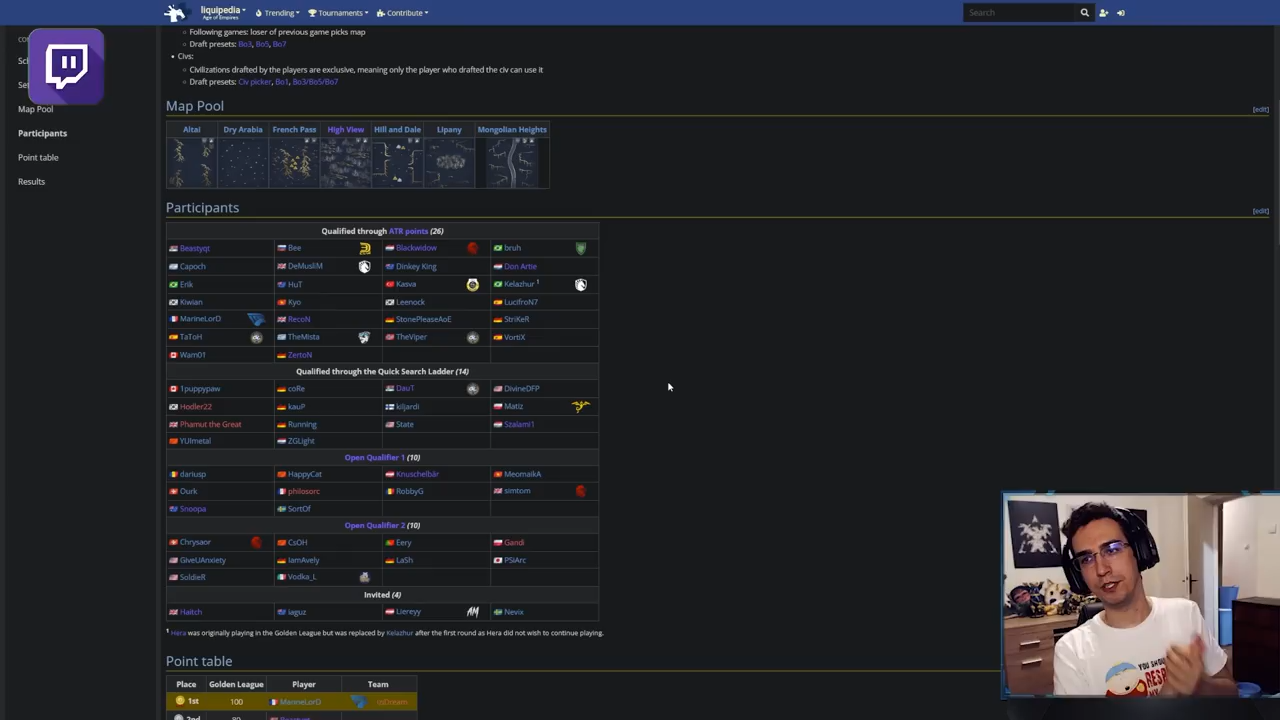 liquipedia
Age of Empires
Trending
Tournaments
Contribute
Search
Following games: loser of previous game picks map
Draft presets: Bo3, Bo5, Bo7
Civs:
Civilizations drafted by the players are exclusive, meaning only the player who drafted the civ can use it
Draft presets: Civ picker, Bo1, Bo3/Bo5/Bo7
Map Pool
Participants
Point table
Results
Map Pool [edit]
Altai Dry Arabia French Pass High View Hill and Dale Lipany Mongolian Heights
Participants [edit]
Qualified through ATR points (26)
Beastyqt Bee Blackwidow bruh
Capoch DeMusliM Dinkey King Don Artie
Erik HuT Kasva Kelazhur 1
Kiwian Kyo Leenock LucifroN7
MarineLorD RecoN StonePleaseAoE StriKeR
TaToH TheMista TheViper VortiX
Wam01 ZertoN
Qualified through the Quick Search Ladder (14)
1puppypaw coRe DauT DivineDFP
Hodler22 kauP kiljardi Matiz
Phamut the Great Running State Szalami1
YUImetal ZGLight
Open Qualifier 1 (10)
dariusp HappyCat Knuschelbär MeomaikA
Ourk philosorc RobbyG simtom
Snoopa SortOf
Open Qualifier 2 (10)
Chrysaor CsOH Eery Gandi
GiveUAnxiety IamAvely LaSh PSiArc
SoldieR Vodka_L
Invited (4)
Haitch iaguz Liereyy Nevix
1 Hera was originally playing in the Golden League but was replaced by Kelazhur after the first round as Hera did not wish to continue playing.
Point table
Place Golden League Player Team
1st 100 MarineLorD
2nd
YOU SHOULD